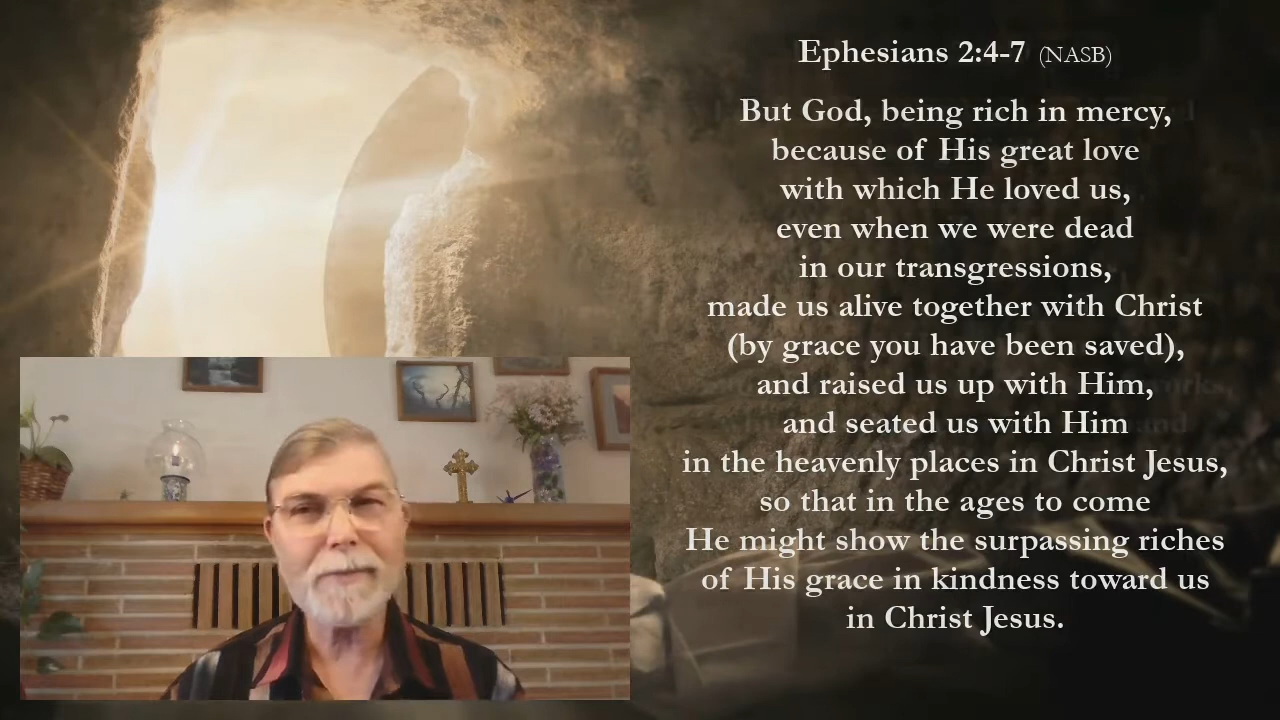 Ephesians 2:4-7 (NASB)
But God, being rich in mercy,
because of His great love
with which He loved us,
even when we were dead
in our transgressions,
made us alive together with Christ
(by grace you have been saved),
and raised us up with Him,
and seated us with Him
in the heavenly places in Christ Jesus,
so that in the ages to come
He might show the surpassing riches
of His grace in kindness toward us
in Christ Jesus.